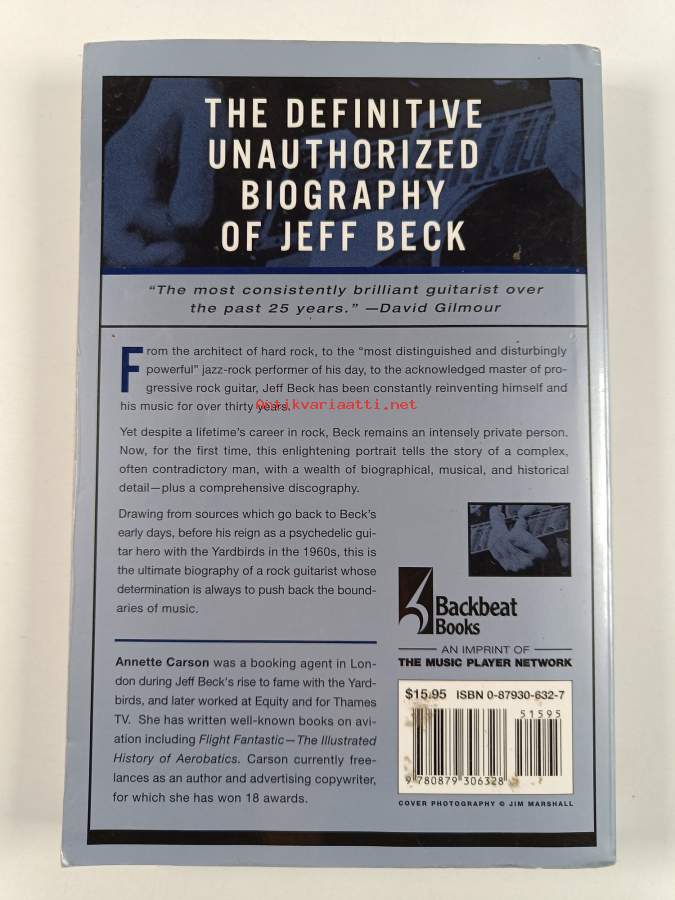 THE DEFINITIVE
UNAUTHORIZED
BIOGRAPHY
OF JEFF BECK
“The most consistently brilliant guitarist over
the past 25 years.” —David Gilmour
From the architect of hard rock, to the “most distinguished and disturbingly
powerful” jazz-rock performer of his day, to the acknowledged master of pro-
gressive rock guitar, Jeff Beck has been constantly reinventing himself and
his music for over thirty years.
Antikvariaatti.net
Yet despite a lifetime’s career in rock, Beck remains an intensely private person.
Now, for the first time, this enlightening portrait tells the story of a complex,
often contradictory man, with a wealth of biographical, musical, and historical
detail—plus a comprehensive discography.
Drawing from sources which go back to Beck’s
early days, before his reign as a psychedelic gui-
tar hero with the Yardbirds in the 1960s, this is
the ultimate biography of a rock guitarist whose
determination is always to push back the bound-
aries of music.
Annette Carson was a booking agent in Lon-
don during Jeff Beck’s rise to fame with the Yard-
birds, and later worked at Equity and for Thames
TV. She has written well-known books on avi-
ation including Flight Fantastic—The Illustrated
History of Aerobatics. Carson currently free-
lances as an author and advertising copywriter,
for which she has won 18 awards.
Backbeat
Books
AN IMPRINT OF
THE MUSIC PLAYER NETWORK
$15.95 ISBN 0-87930-632-7
51595
9 780879 306328
COVER PHOTOGRAPHY © JIM MARSHALL